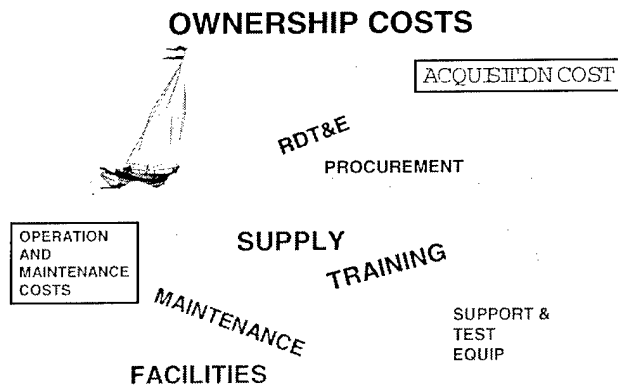 OWNERSHIP COSTS
ACQUISITION COST
RDT&E
PROCUREMENT
OPERATION
AND
MAINTENANCE
COSTS
SUPPLY
TRAINING
MAINTENANCE
SUPPORT &
TEST
EQUIP
FACILITIES